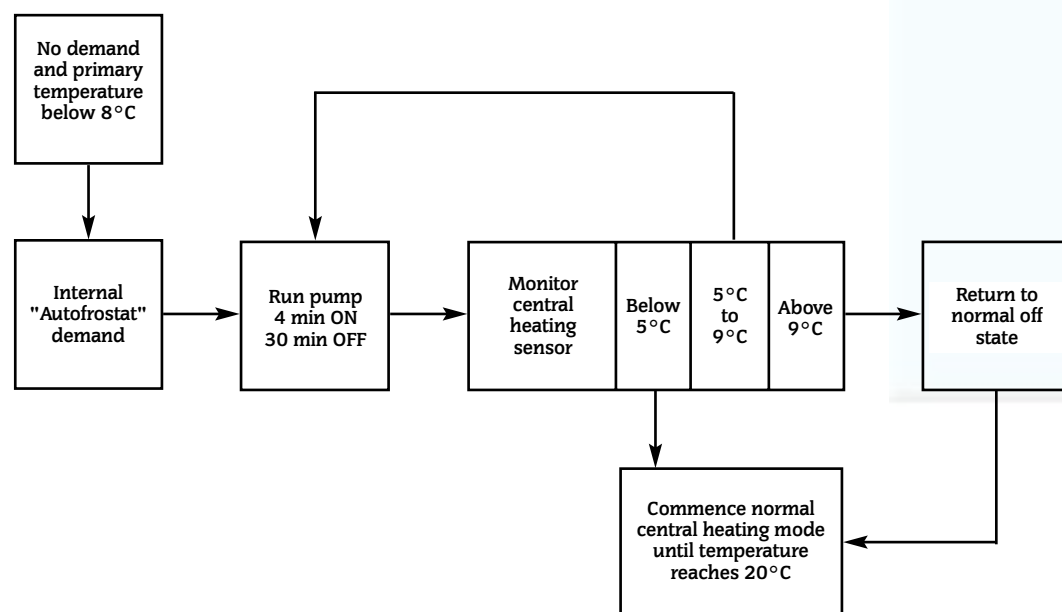 No demand
and primary
temperature
below 8°C
Internal
"Autofrostat"
demand
Run pump
4 min ON
30 min OFF
Monitor
central
heating
sensor
Below
5°C
5°C
to
9°C
Above
9°C
Return to
normal off
state
Commence normal
central heating mode
until temperature
reaches 20°C